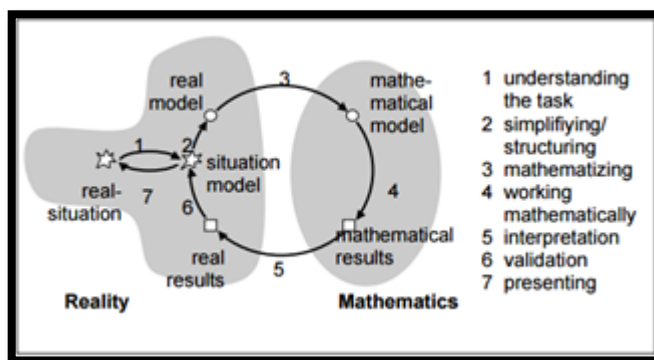 real
model
3
mathe-
matical
model
1
2
situation
model
7
real-
situation
6
4
real
results
5
mathematical
results
Reality
Mathematics
1 understanding
the task
2 simplifiying/
structuring
3 mathematizing
4 working
mathematically
5 interpretation
6 validation
7 presenting